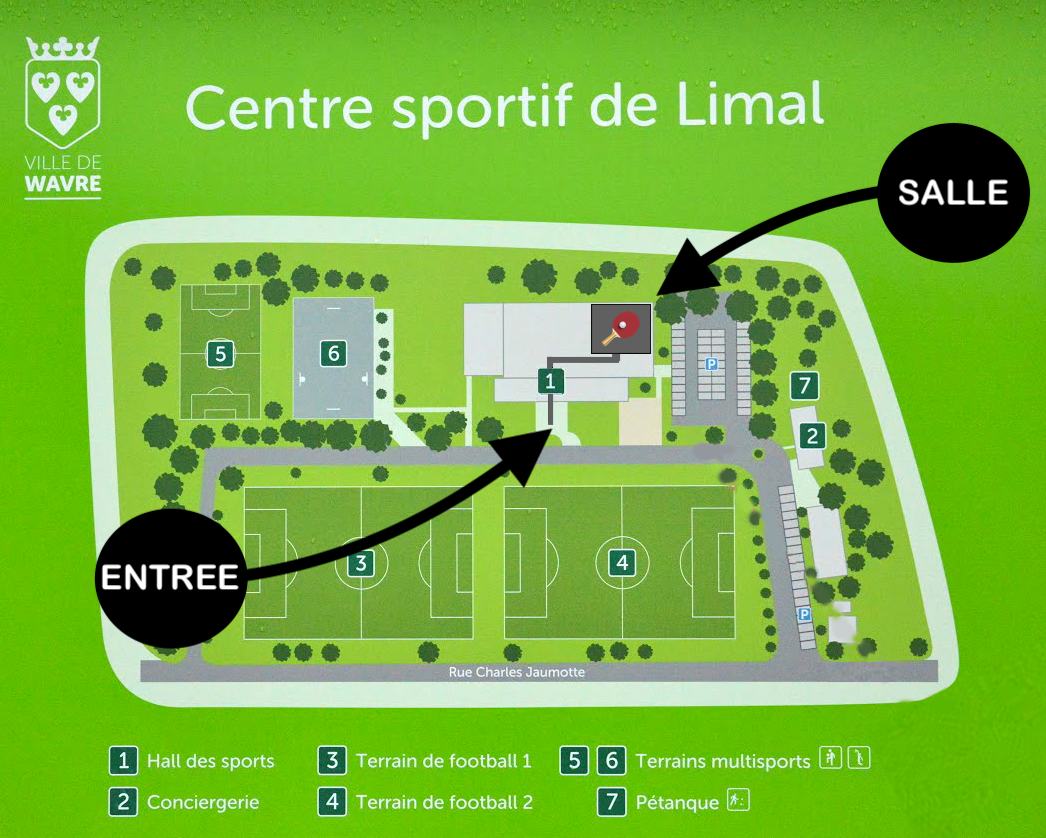 Centre sportif de Limal
VILLE DE
WAVRE
SALLE
5
6
1
P
7
2
ENTREE
3
4
P
Rue Charles Jaumotte
1 Hall des sports
3 Terrain de football 1
5 6 Terrains multisports
2 Conciergerie
4 Terrain de football 2
7 Pétanque